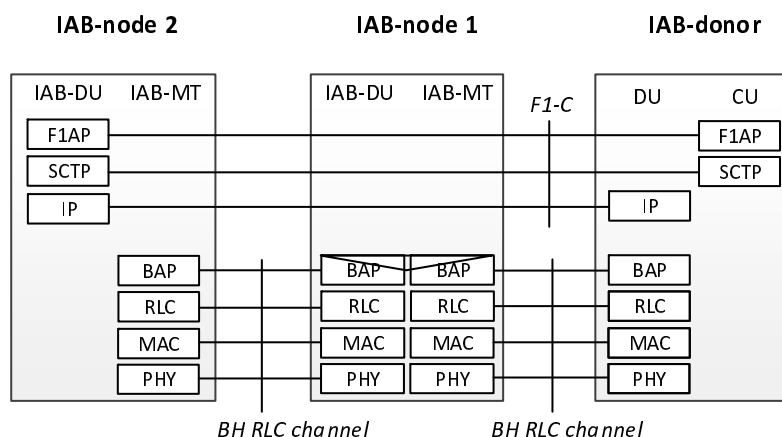 IAB-node 2 IAB-node 1 IAB-donor
IAB-DU IAB-MT IAB-DU IAB-MT F1-C DU CU
F1AP F1AP
SCTP SCTP
IP IP
BAP BAP BAP BAP
RLC RLC RLC RLC
MAC MAC MAC MAC
PHY PHY PHY PHY
BH RLC channel BH RLC channel